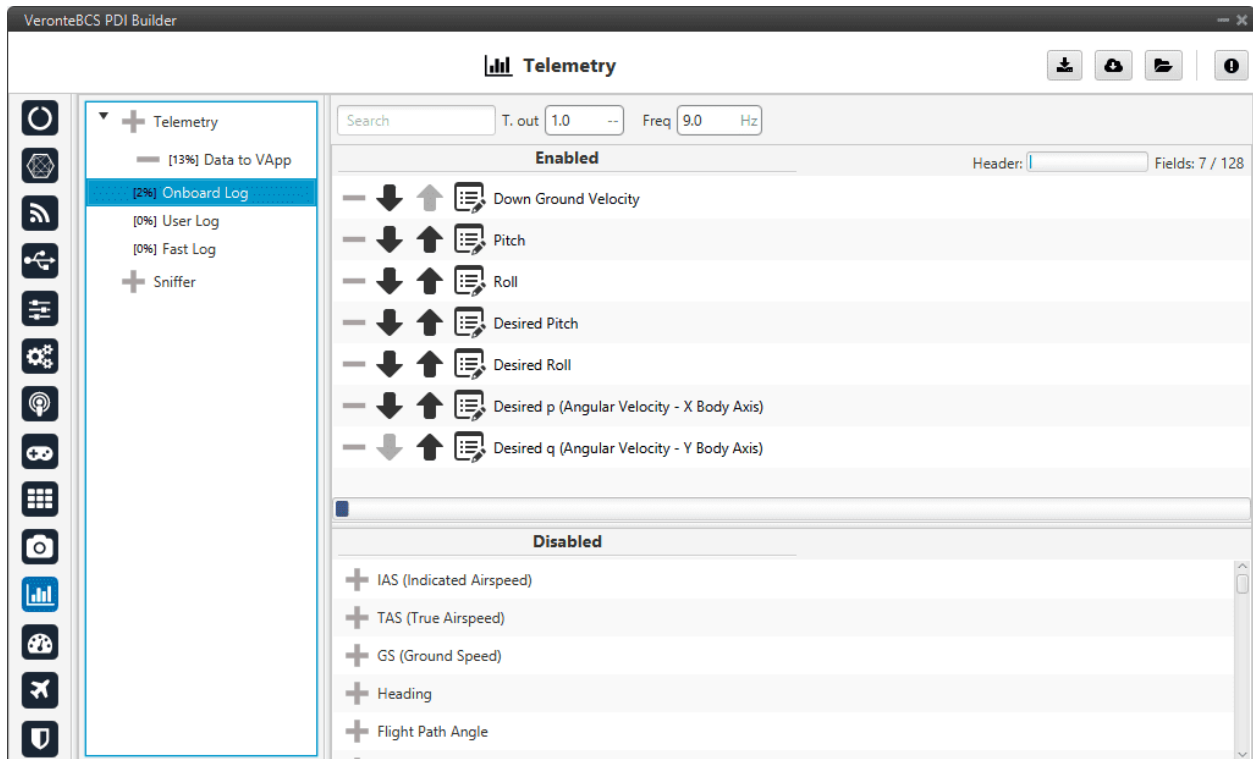 VeronteBCS PDI Builder
Telemetry
Telemetry
[13%] Data to VApp
[2%] Onboard Log
[0%] User Log
[0%] Fast Log
Sniffer
Search T. out 1.0 -- Freq 9.0 Hz
Enabled Header: Fields: 7 / 128
Down Ground Velocity
Pitch
Roll
Desired Pitch
Desired Roll
Desired p (Angular Velocity - X Body Axis)
Desired q (Angular Velocity - Y Body Axis)
Disabled
IAS (Indicated Airspeed)
TAS (True Airspeed)
GS (Ground Speed)
Heading
Flight Path Angle